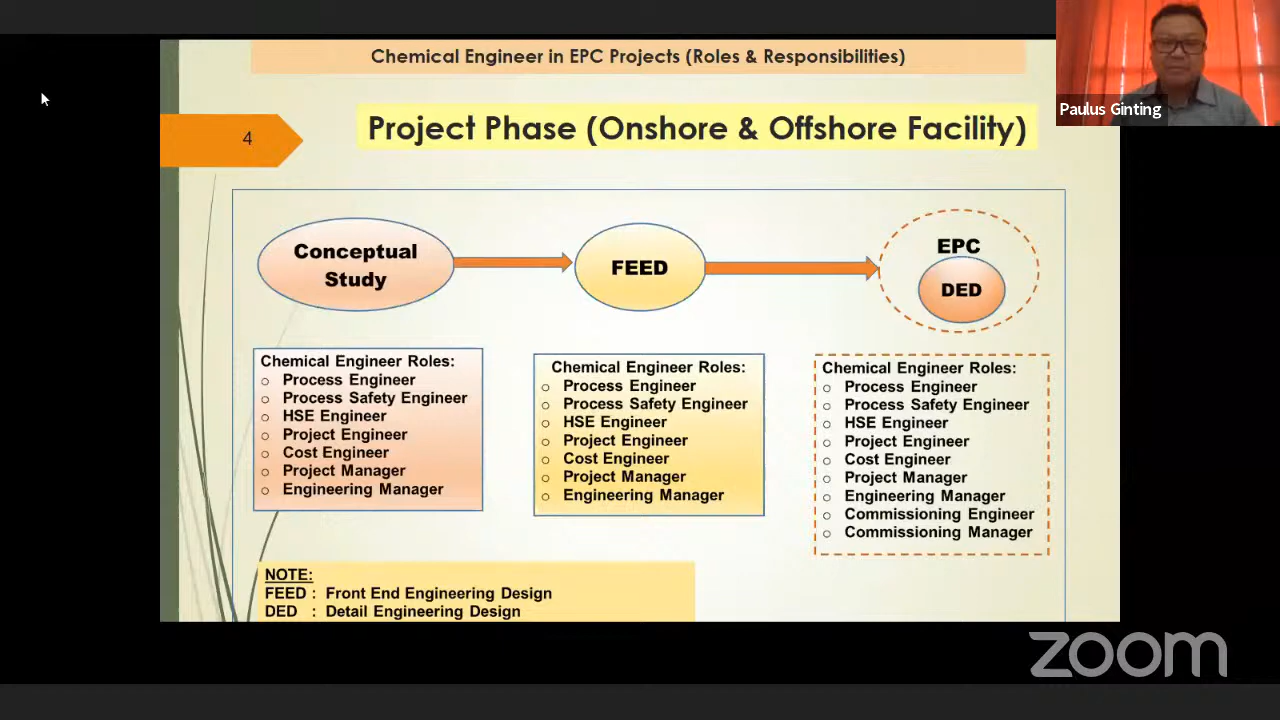 Chemical Engineer in EPC Projects (Roles & Responsibilities)
Paulus Ginting
4
Project Phase (Onshore & Offshore Facility)
Conceptual
Study
FEED
EPC
DED
Chemical Engineer Roles:
Process Engineer
Process Safety Engineer
HSE Engineer
Project Engineer
Cost Engineer
Project Manager
Engineering Manager
Chemical Engineer Roles:
Process Engineer
Process Safety Engineer
HSE Engineer
Project Engineer
Cost Engineer
Project Manager
Engineering Manager
Chemical Engineer Roles:
Process Engineer
Process Safety Engineer
HSE Engineer
Project Engineer
Cost Engineer
Project Manager
Engineering Manager
Commissioning Engineer
Commissioning Manager
NOTE:
FEED : Front End Engineering Design
DED : Detail Engineering Design
zoom